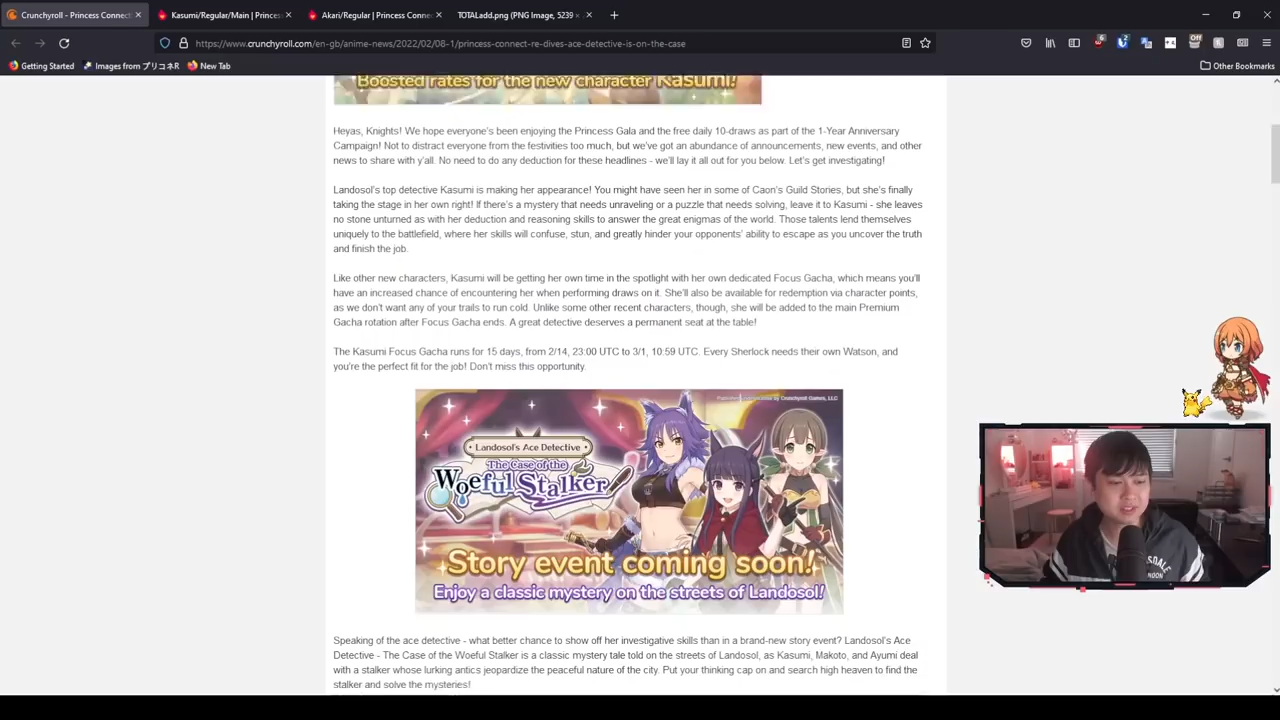 Crunchyroll - Princess Connect
Kasumi/Regular/Main | Princess
Akari/Regular | Princess Conne
TOTALadd.png (PNG Image, 5239 ×
https://www.crunchyroll.com/en-gb/anime-news/2022/02/08-1/princess-connect-re-dives-ace-detective-is-on-the-case
6
2
Off
Getting Started
Images from プリコネR
New Tab
Other Bookmarks
Boosted rates for the new character Kasumi!
Heyas, Knights! We hope everyone's been enjoying the Princess Gala and the free daily 10-draws as part of the 1-Year Anniversary
Campaign! Not to distract everyone from the festivities too much, but we've got an abundance of announcements, new events, and other
news to share with y'all. No need to do any deduction for these headlines - we'll lay it all out for you below. Let's get investigating!
Landosol's top detective Kasumi is making her appearance! You might have seen her in some of Caon's Guild Stories, but she's finally
taking the stage in her own right! If there's a mystery that needs unraveling or a puzzle that needs solving, leave it to Kasumi - she leaves
no stone unturned as with her deduction and reasoning skills to answer the great enigmas of the world. Those talents lend themselves
uniquely to the battlefield, where her skills will confuse, stun, and greatly hinder your opponents' ability to escape as you uncover the truth
and finish the job.
Like other new characters, Kasumi will be getting her own time in the spotlight with her own dedicated Focus Gacha, which means you'll
have an increased chance of encountering her when performing draws on it. She'll also be available for redemption via character points,
as we don't want any of your trails to run cold. Unlike some other recent characters, though, she will be added to the main Premium
Gacha rotation after Focus Gacha ends. A great detective deserves a permanent seat at the table!
The Kasumi Focus Gacha runs for 15 days, from 2/14, 23:00 UTC to 3/1, 10:59 UTC. Every Sherlock needs their own Watson, and
you're the perfect fit for the job! Don't miss this opportunity.
Landosol's Ace Detective
The Case of the
Woeful Stalker
Story event coming soon!
Enjoy a classic mystery on the streets of Landosol!
Speaking of the ace detective - what better chance to show off her investigative skills than in a brand-new story event? Landosol's Ace
Detective - The Case of the Woeful Stalker is a classic mystery tale told on the streets of Landosol, as Kasumi, Makoto, and Ayumi deal
with a stalker whose lurking antics jeopardize the peaceful nature of the city. Put your thinking cap on and search high heaven to find the
stalker and solve the mysteries!